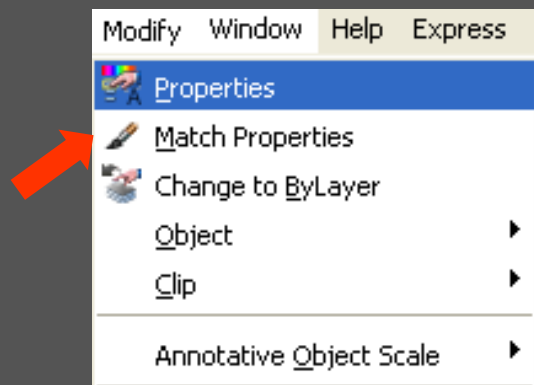 Modify Window Help Express
Properties
Match Properties
Change to ByLayer
Object
Clip
Annotative Object Scale